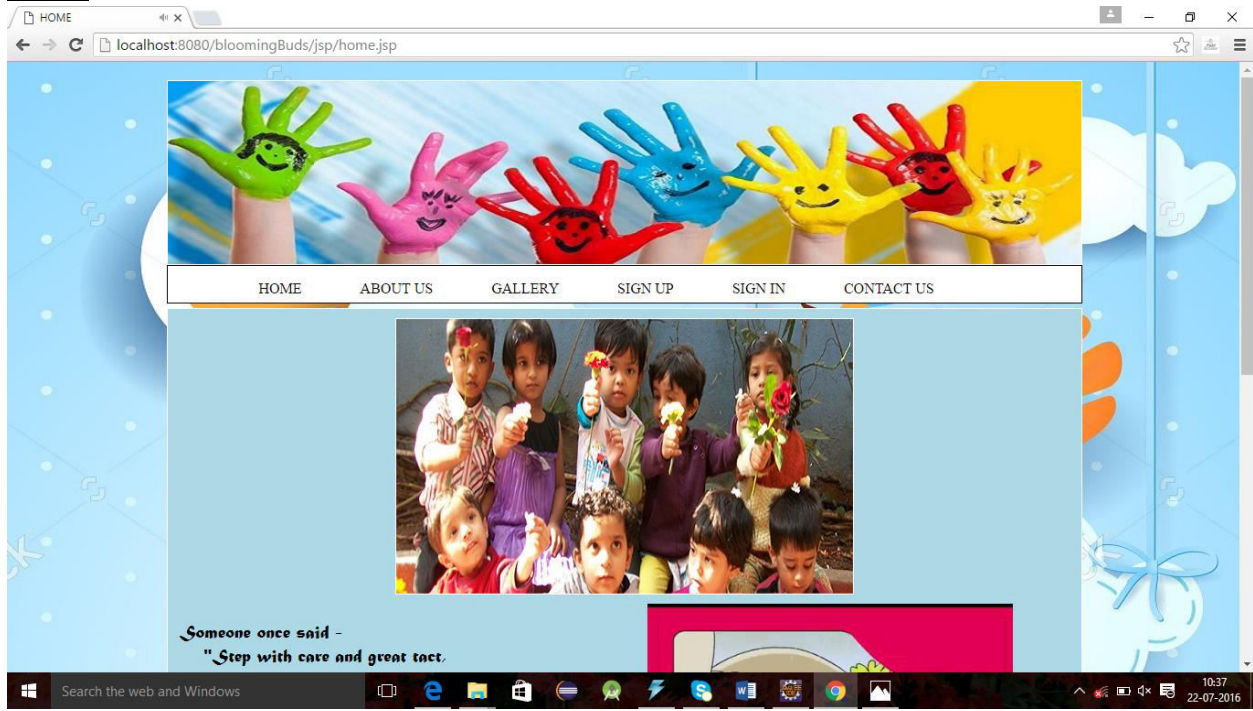 HOME
localhost:8080/bloomingBuds/jsp/home.jsp
HOME ABOUT US GALLERY SIGN UP SIGN IN CONTACT US
Someone once said -
"Step with care and great tact,
Search the web and Windows
10:37
22-07-2016